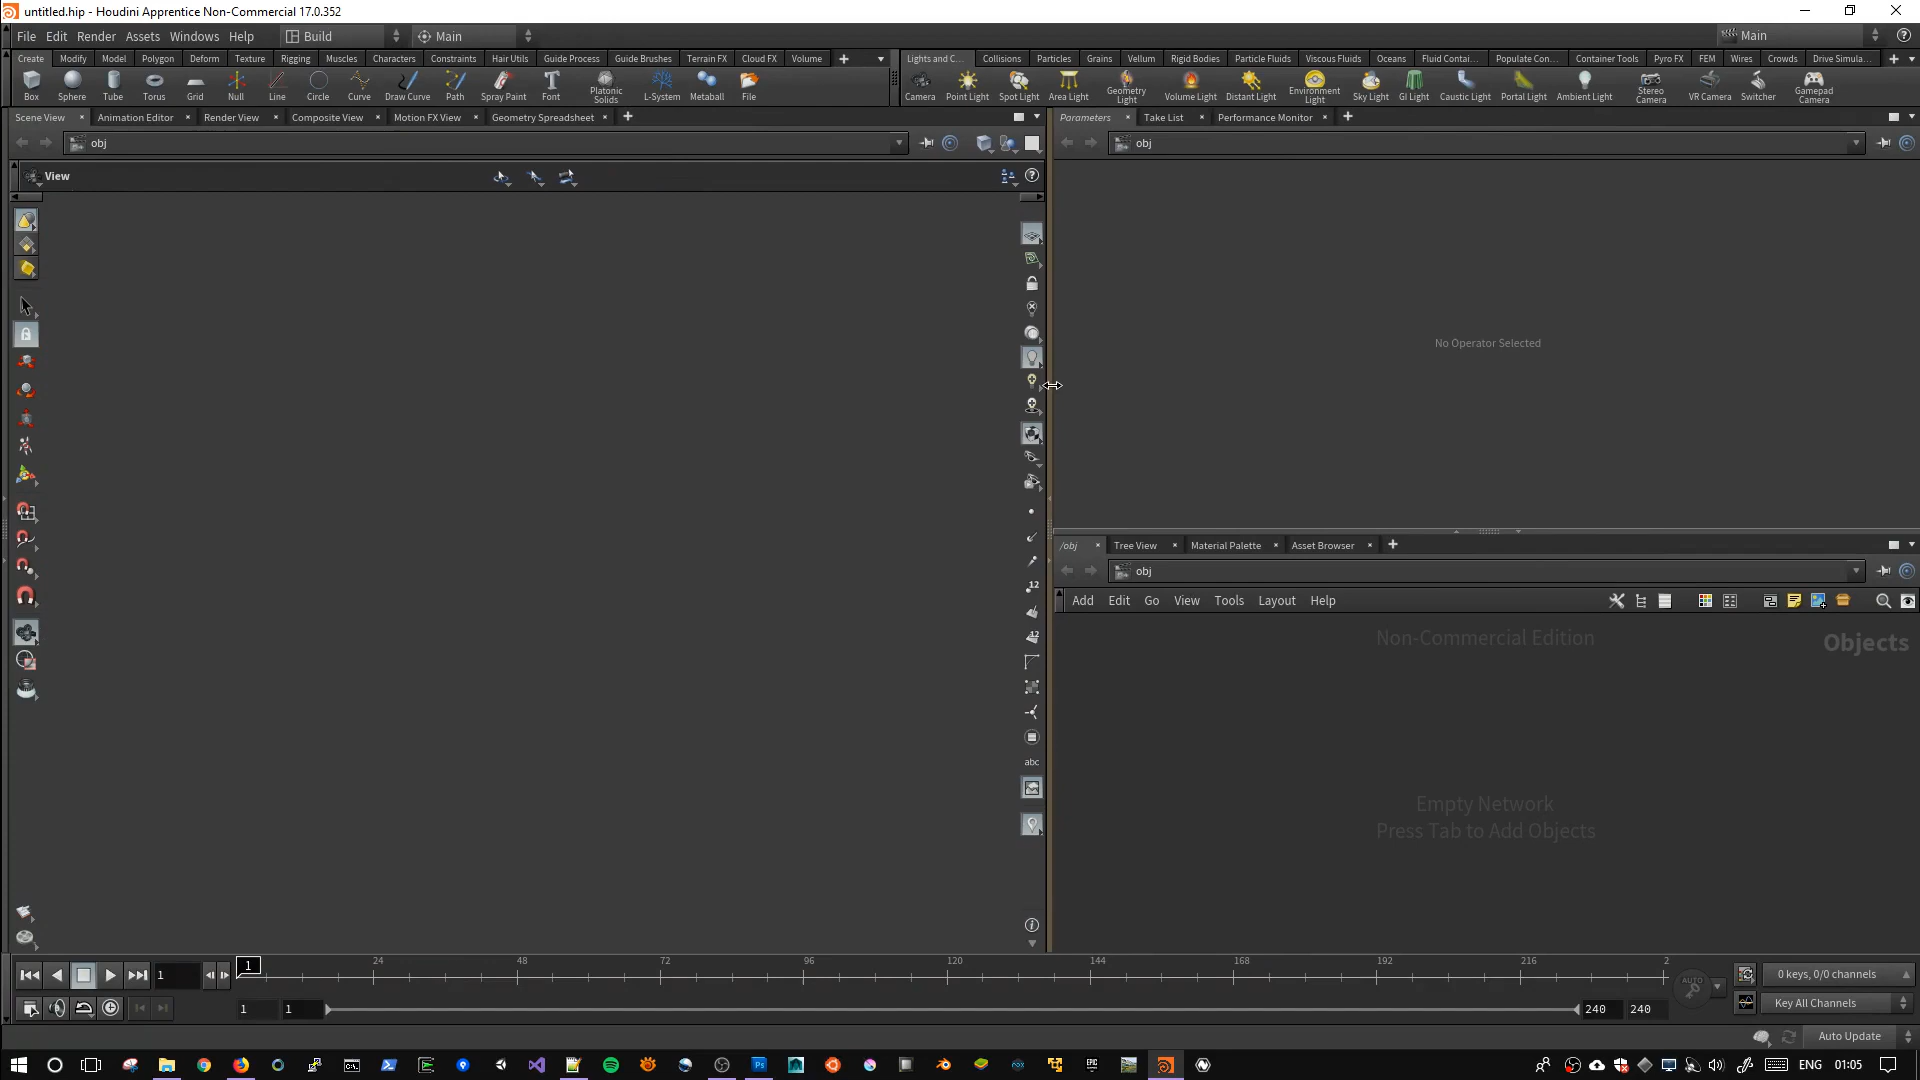 untitled.hip - Houdini Apprentice Non-Commercial 17.0.352
File Edit Render Assets Windows Help Build Main Main
Create Modify Model Polygon Deform Texture Rigging Muscles Characters Constraints Hair Utils Guide Process Guide Brushes Terrain FX Cloud FX Volume
Lights and C... Collisions Particles Grains Vellum Rigid Bodies Particle Fluids Viscous Fluids Oceans Fluid Contai... Populate Con... Container Tools Pyro FX FEM Wires Crowds Drive Simula...
Box Sphere Tube Torus Grid Null Line Circle Curve Draw Curve Path Spray Paint Font Platonic Solids L-System Metaball File
Camera Point Light Spot Light Area Light Geometry Light Volume Light Distant Light Environment Light Sky Light GI Light Caustic Light Portal Light Ambient Light Stereo Camera VR Camera Switcher Gamepad Camera
Scene View Animation Editor Render View Composite View Motion FX View Geometry Spreadsheet
Parameters Take List Performance Monitor
obj
obj
View
No Operator Selected
12
12
abc
/obj Tree View Material Palette Asset Browser
obj
Add Edit Go View Tools Layout Help
Non-Commercial Edition
Objects
Empty Network
Press Tab to Add Objects
1 1 24 48 72 96 120 144 168 192 216 2
AUTO
0 keys, 0/0 channels
1 1 240 240
Key All Channels
Auto Update
C:\
Ps
EPIC
ENG 01:05